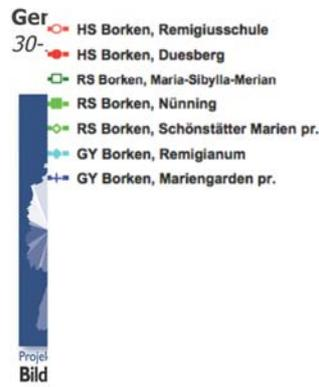 Ger
30-
HS Borken, Remigiusschule
HS Borken, Duesberg
RS Borken, Maria-Sibylla-Merian
RS Borken, Nünning
RS Borken, Schönstätter Marien pr.
GY Borken, Remigianum
GY Borken, Mariengarden pr.
Projek
Bild